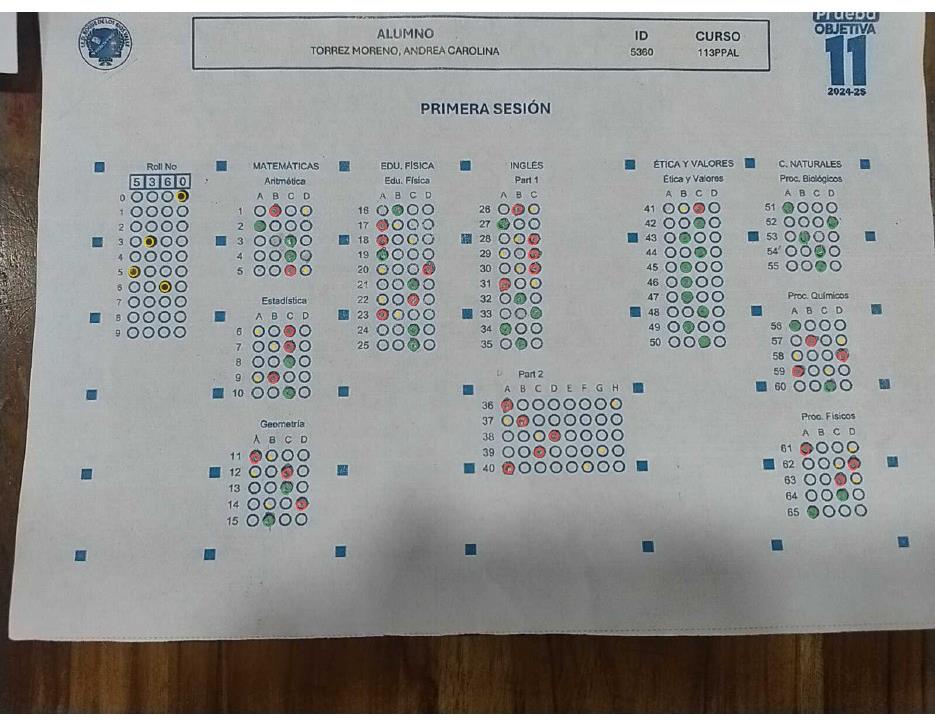 ALUMNO ID CURSO
TORREZ MORENO, ANDREA CAROLINA 5360 113PPAL
Prueba
OBJETIVA
11
2024-25
PRIMERA SESIÓN
Roll No
5 3 6 0
0
1
2
3
4
5
6
7
8
9
MATEMÁTICAS
Aritmética
A B C D
1
2
3
4
5
Estadística
A B C D
6
7
8
9
10
Geometría
A B C D
11
12
13
14
15
EDU. FÍSICA
Edu. Física
A B C D
16
17
18
19
20
21
22
23
24
25
INGLÉS
Part 1
A B C
26
27
28
29
30
31
32
33
34
35
Part 2
A B C D E F G H
36
37
38
39
40
ÉTICA Y VALORES
Ética y Valores
A B C D
41
42
43
44
45
46
47
48
49
50
C. NATURALES
Proc. Biológicos
A B C D
51
52
53
54
55
Proc. Químicos
A B C D
56
57
58
59
60
Proc. Físicos
A B C D
61
62
63
64
65